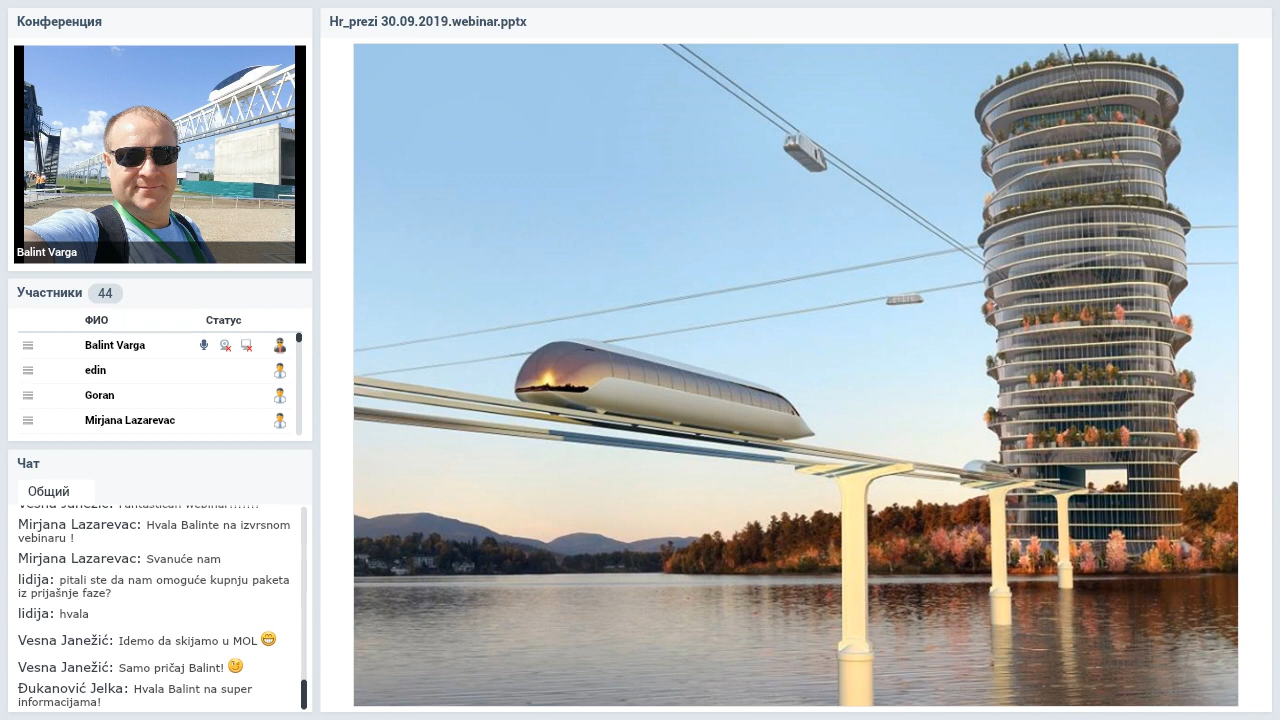 Конференция
Balint Varga
Участники 44
ФИО Статус
Balint Varga
edin
Goran
Mirjana Lazarevac
Чат
Общий
Mirjana Lazarevac: Hvala Balinte na izvrsnom
vebinaru !
Mirjana Lazarevac: Svanuće nam
lidija: pitali ste da nam omoguće kupnju paketa
iz prijašnje faze?
lidija: hvala
Vesna Janežić: Idemo da skijamo u MOL
Vesna Janežić: Samo pričaj Balint!
Đukanović Jelka: Hvala Balint na super
informacijama!
Hr_prezi 30.09.2019.webinar.pptx